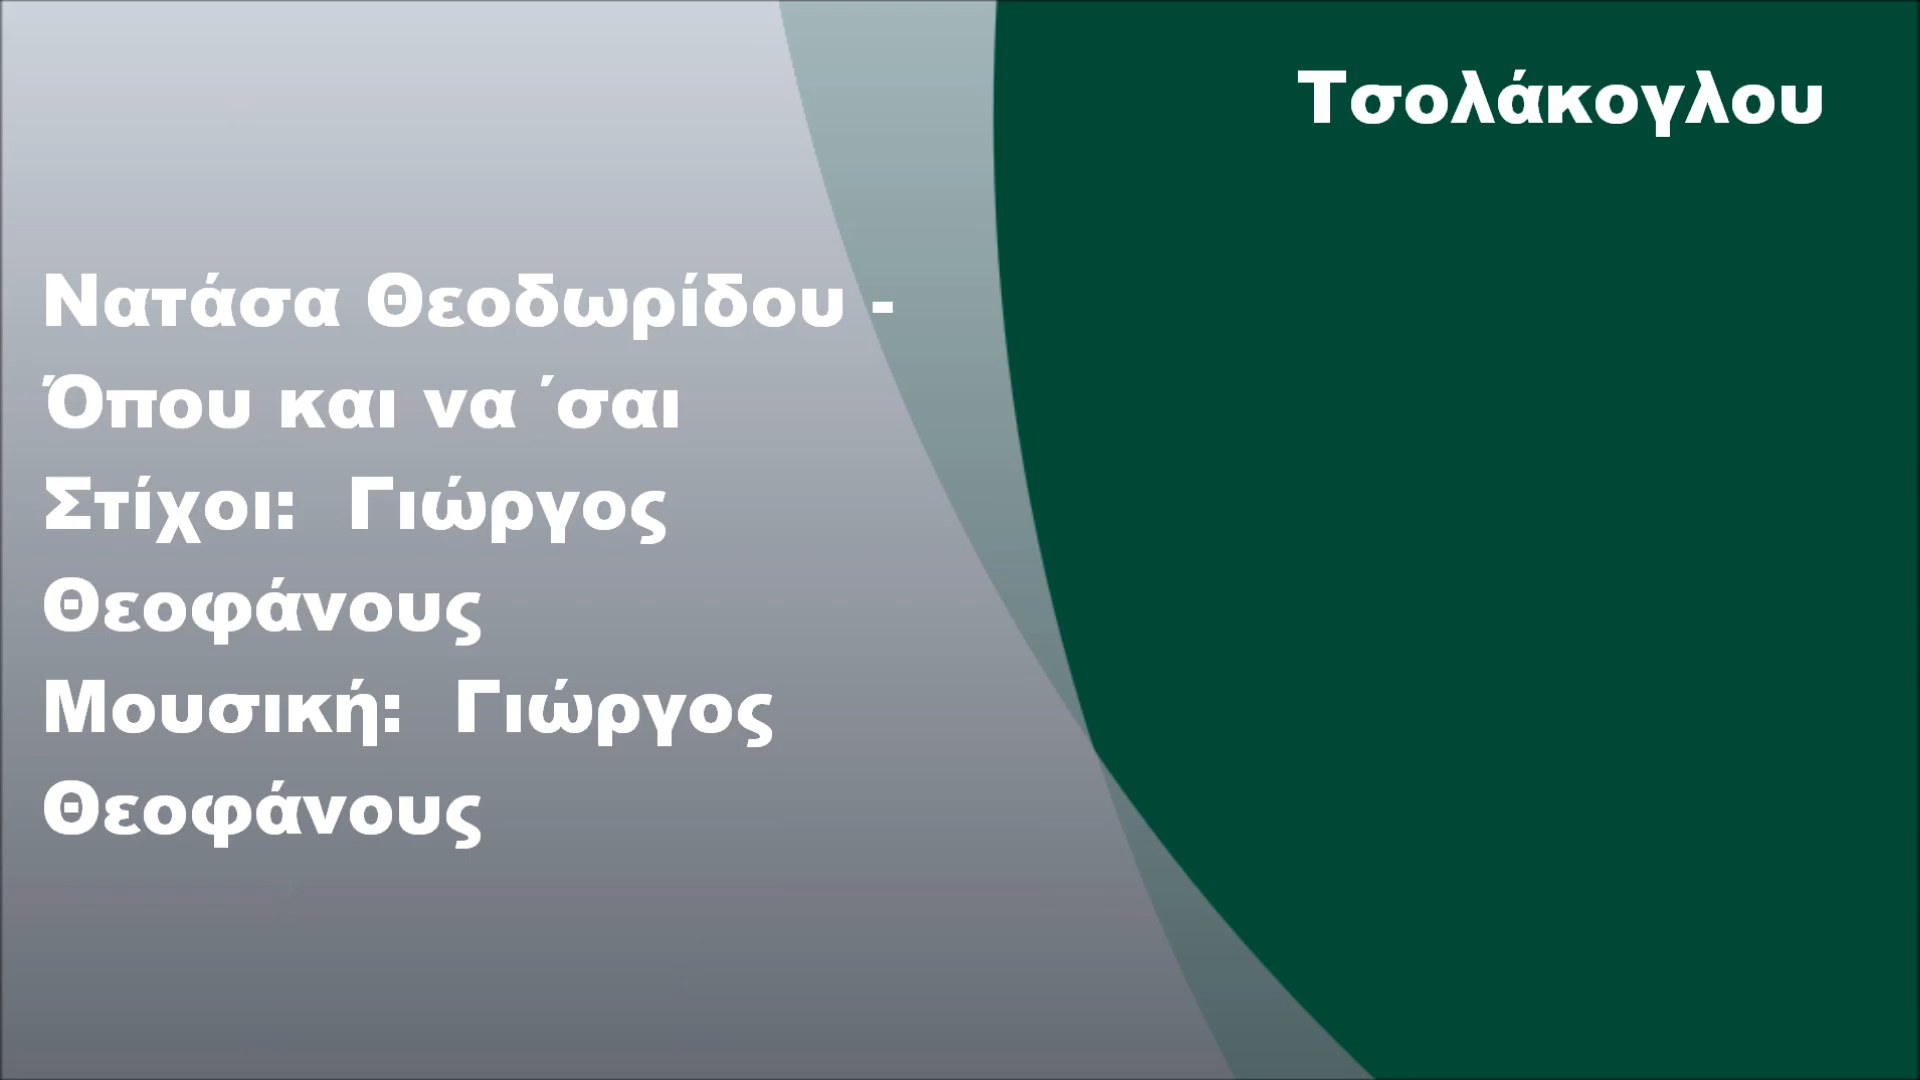 Τσολάκογλου
Νατάσα Θεοδωρίδου -
Όπου και να ΄σαι
Στίχοι:  Γιώργος
Θεοφάνους
Μουσική:  Γιώργος
Θεοφάνους